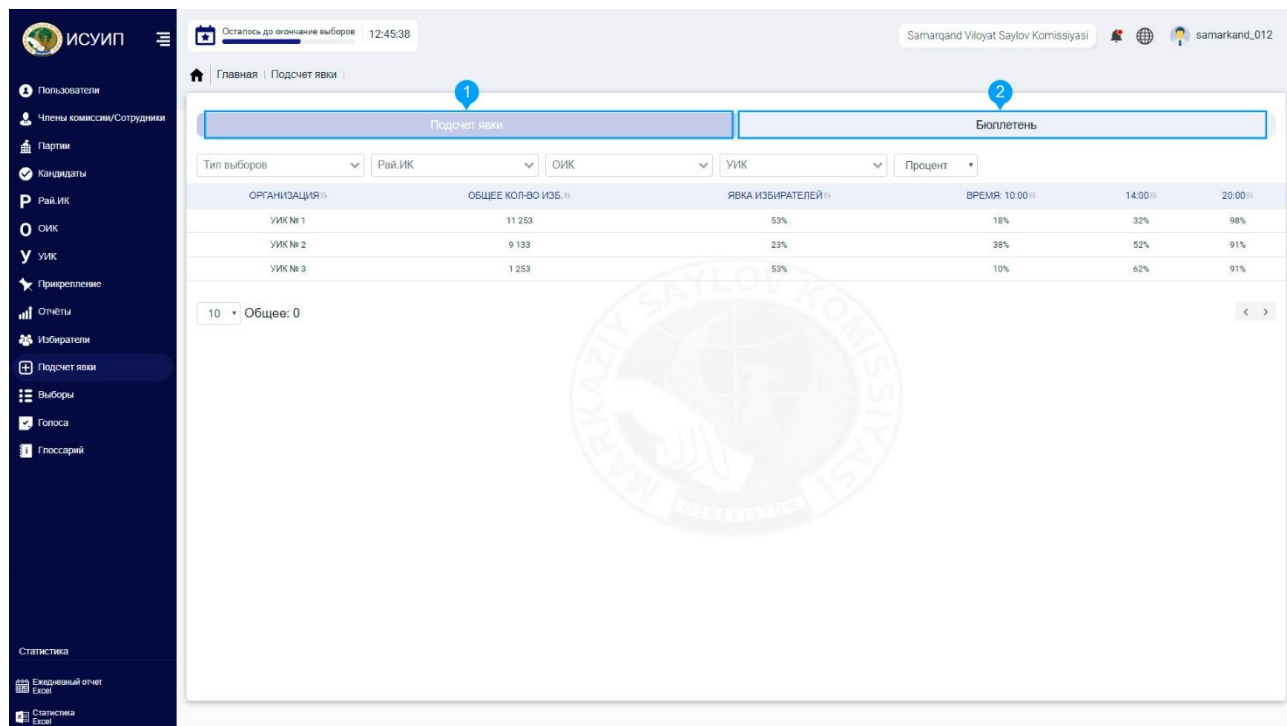 ИСУИП
Осталось до окончание выборов 12:45:38
Samarqand Viloyat Saylov Komissiyasi
samarkand_012
Главная | Подсчет явки |
Пользователи
Члены комиссии/Сотрудники
Партии
Кандидаты
Р Рай.ИК
О ОИК
У УИК
Прикрепление
Отчёты
Избиратели
Подсчет явки
Выборы
Голоса
Глоссарий
Статистика
Ежедневный отчет
Excel
Статистика
Excel
1
2
Подсчет явки
Бюллетень
Тип выборов
Рай.ИК
ОИК
УИК
Процент
ОРГАНИЗАЦИЯ ОБЩЕЕ КОЛ-ВО ИЗБ. ЯВКА ИЗБИРАТЕЛЕЙ ВРЕМЯ: 10:00 14:00 20:00
УИК № 1 11 253 53% 18% 32% 98%
УИК № 2 9 133 23% 38% 52% 91%
УИК № 3 1 253 53% 10% 62% 91%
10 Общее: 0
< >
MARKAZIY SAYLOV KOMISSIYASI
OZBEKISTON